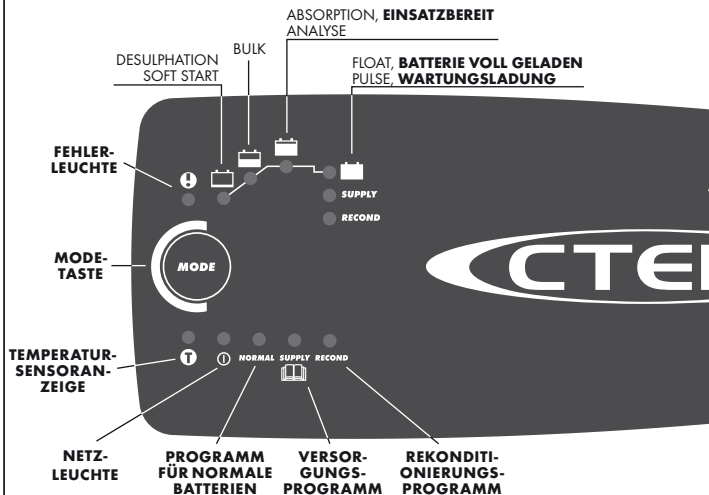 ABSORPTION, EINSATZBEREIT
ANALYSE
BULK
DESULPHATION
SOFT START
FLOAT, BATTERIE VOLL GELADEN
PULSE, WARTUNGSLADUNG
FEHLER-
LEUCHTE
SUPPLY
RECOND
MODE-
TASTE
MODE
CTE
TEMPERATUR-
SENSORAN-
ZEIGE
T
NORMAL SUPPLY RECOND
NETZ-
LEUCHTE
PROGRAMM
FÜR NORMALE
BATTERIEN
VERSOR-
GUNGS-
PROGRAMM
REKONDITI-
ONIERUNGS-
PROGRAMM